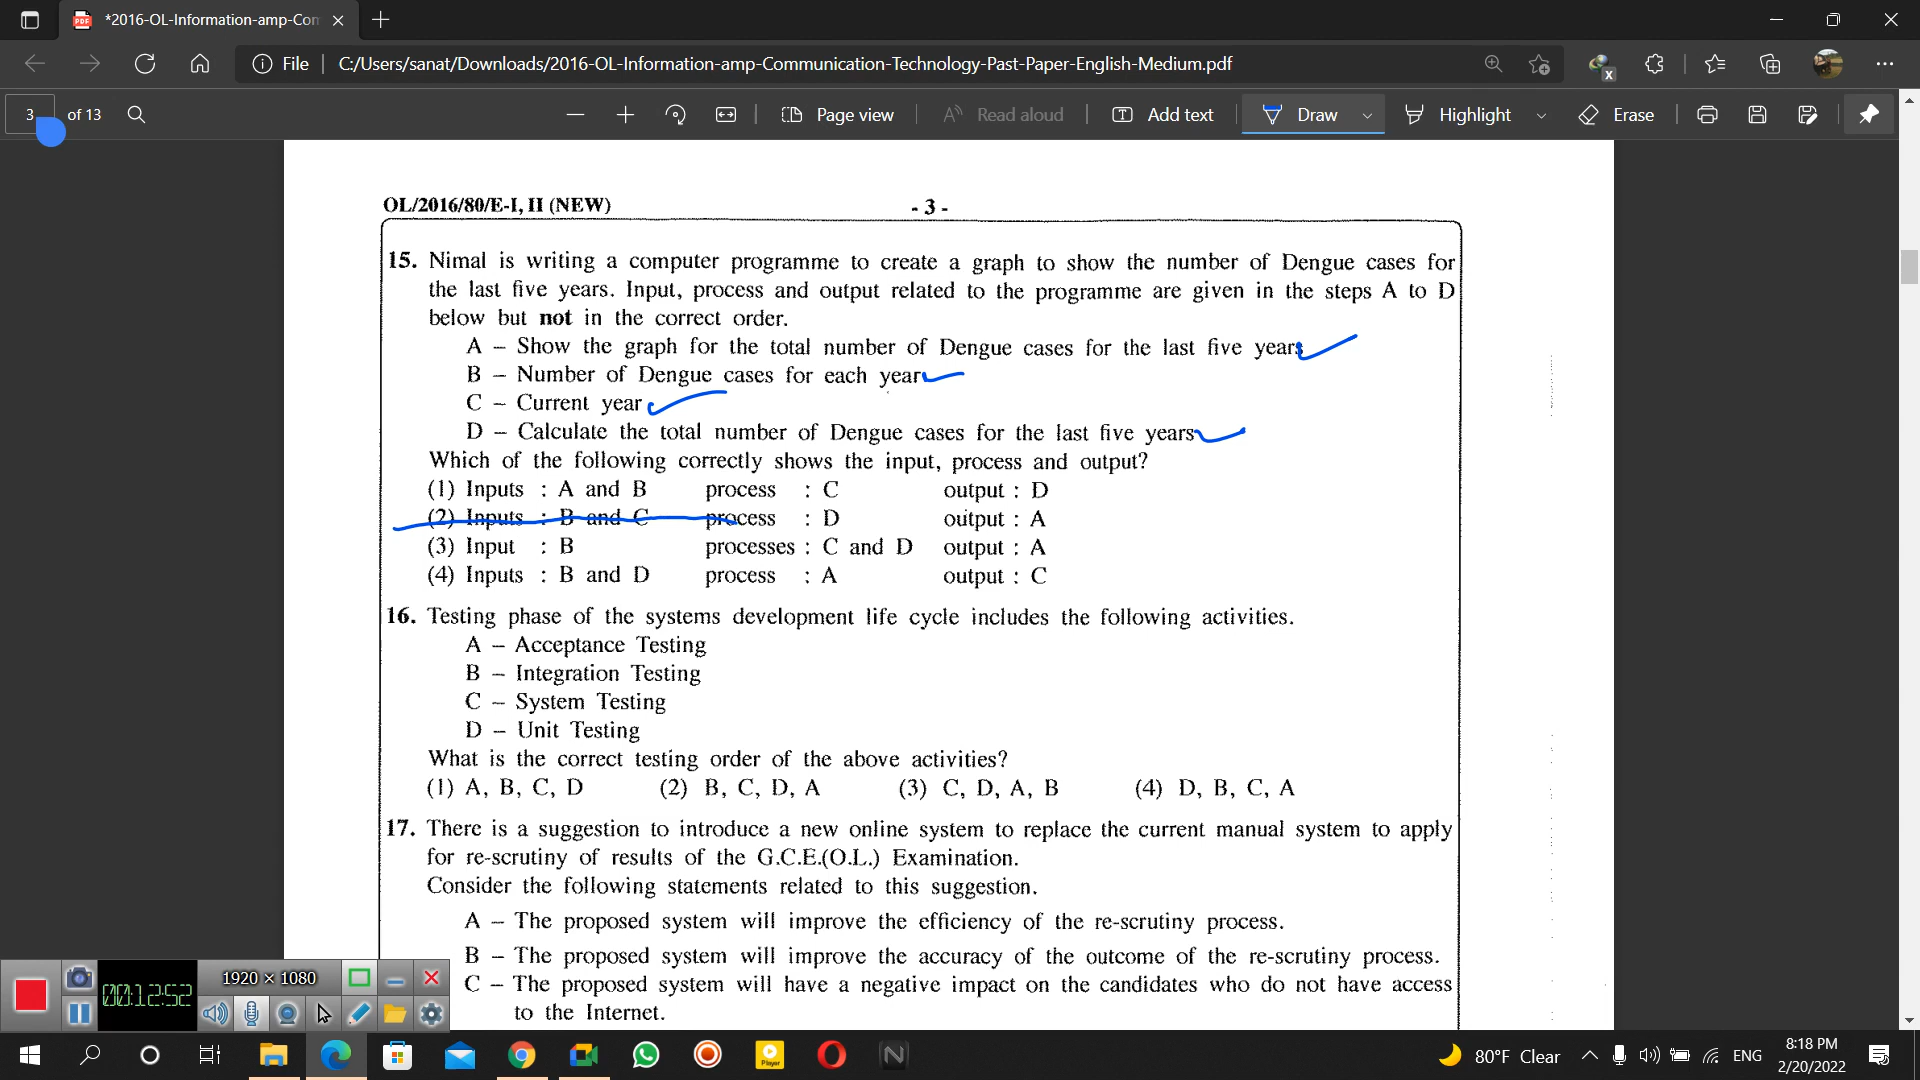 *2016-OL-Information-amp-Con
File
C:/Users/sanat/Downloads/2016-OL-Information-amp-Communication-Technology-Past-Paper-English-Medium.pdf
3 of 13
Page view
Read aloud
Add text
Draw
Highlight
Erase
OL/2016/80/E-I, II (NEW)
- 3 -
15. Nimal is writing a computer programme to create a graph to show the number of Dengue cases for
the last five years. Input, process and output related to the programme are given in the steps A to D
below but not in the correct order.
A – Show the graph for the total number of Dengue cases for the last five years
B – Number of Dengue cases for each year
C – Current year
D – Calculate the total number of Dengue cases for the last five years
Which of the following correctly shows the input, process and output?
(1) Inputs : A and B process : C output : D
(2) Inputs : B and C process : D output : A
(3) Input : B processes : C and D output : A
(4) Inputs : B and D process : A output : C
16. Testing phase of the systems development life cycle includes the following activities.
A – Acceptance Testing
B – Integration Testing
C – System Testing
D – Unit Testing
What is the correct testing order of the above activities?
(1) A, B, C, D (2) B, C, D, A (3) C, D, A, B (4) D, B, C, A
17. There is a suggestion to introduce a new online system to replace the current manual system to apply
for re-scrutiny of results of the G.C.E.(O.L.) Examination.
Consider the following statements related to this suggestion.
A – The proposed system will improve the efficiency of the re-scrutiny process.
B – The proposed system will improve the accuracy of the outcome of the re-scrutiny process.
C – The proposed system will have a negative impact on the candidates who do not have access
to the Internet.
1920 × 1080
00:12:52
80°F Clear
ENG
8:18 PM
2/20/2022